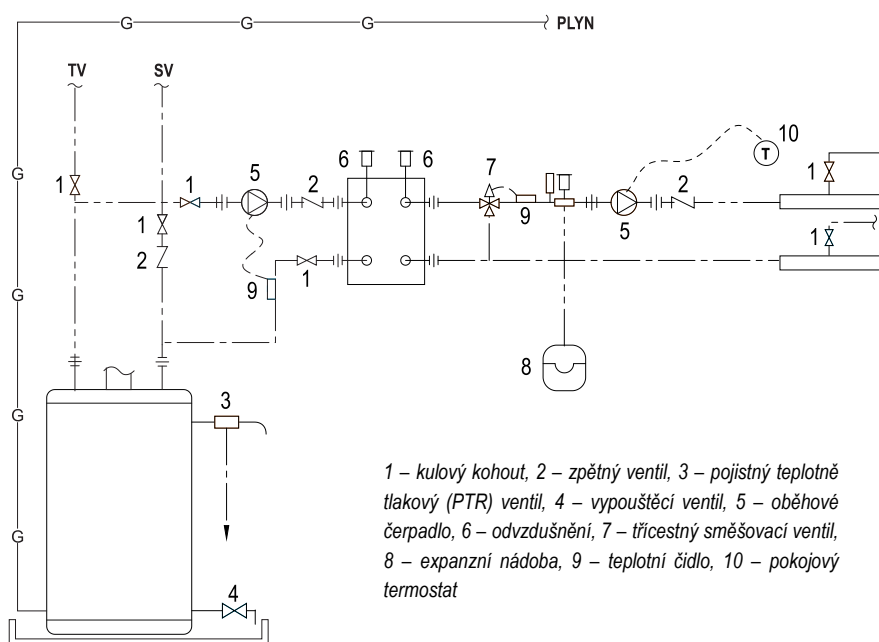 G G G PLYN
TV SV
6 6 7 10
5 T
G 1 1 2 1
1 9 5 2
2 1 1
9
G
8
3
G
1 – kulový kohout, 2 – zpětný ventil, 3 – pojistný teplotně
tlakový (PTR) ventil, 4 – vypouštěcí ventil, 5 – oběhové
čerpadlo, 6 – odvzdušnění, 7 – třícestný směšovací ventil,
8 – expanzní nádoba, 9 – teplotní čidlo, 10 – pokojový
termostat
G
4